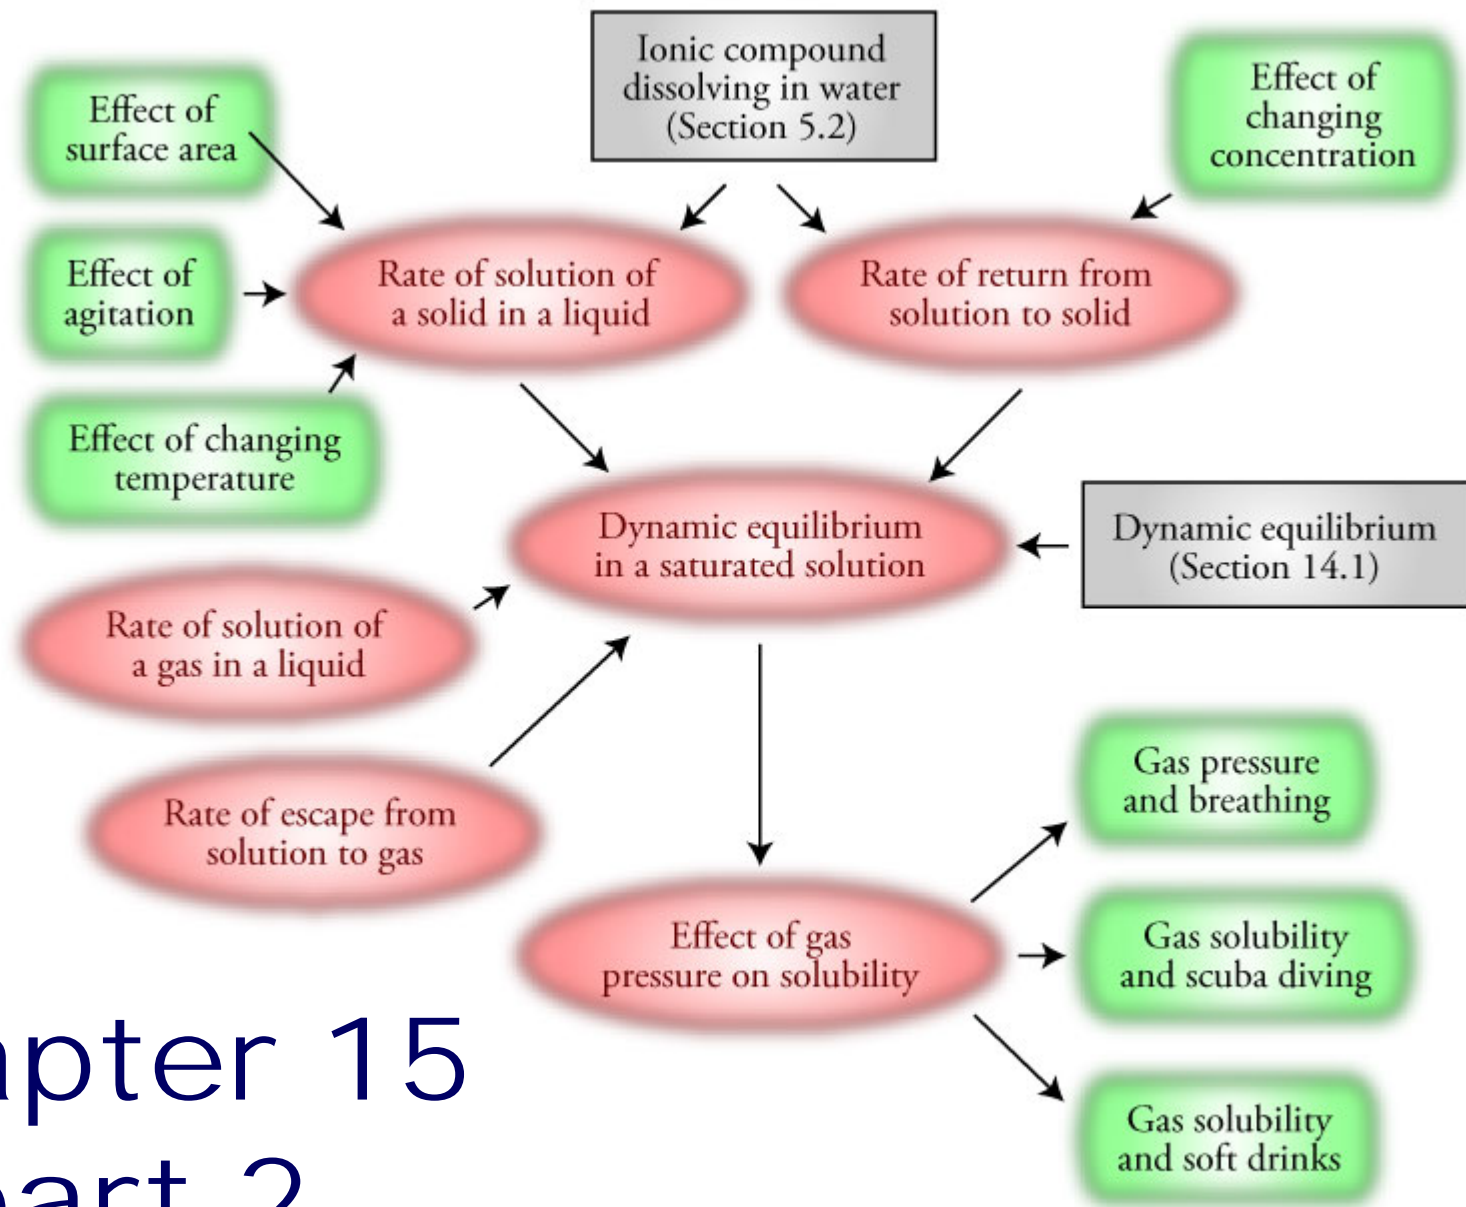 Ionic compound
dissolving in water
(Section 5.2)
Effect of
changing
concentration
Effect of
surface area
Effect of
agitation
Rate of solution of
a solid in a liquid
Rate of return from
solution to solid
Effect of changing
temperature
Dynamic equilibrium
in a saturated solution
Dynamic equilibrium
(Section 14.1)
Rate of solution of
a gas in a liquid
Rate of escape from
solution to gas
Gas pressure
and breathing
Effect of gas
pressure on solubility
Gas solubility
and scuba diving
Gas solubility
and soft drinks
apter 15
part 2